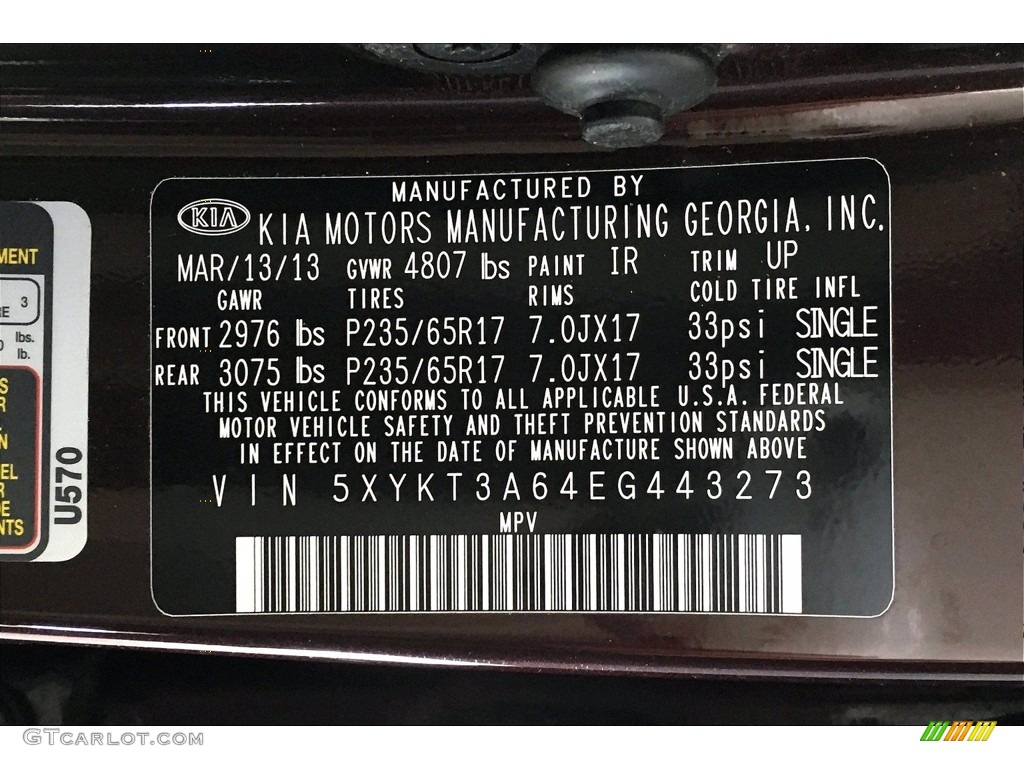 MANUFACTURED BY
KIA KIA MOTORS MANUFACTURING GEORGIA, INC.
MAR/13/13 GVWR 4807 lbs PAINT IR TRIM UP
GAWR TIRES RIMS COLD TIRE INFL
FRONT 2976 lbs P235/65R17 7.0JX17 33psi SINGLE
REAR 3075 lbs P235/65R17 7.0JX17 33psi SINGLE
THIS VEHICLE CONFORMS TO ALL APPLICABLE U.S.A. FEDERAL
MOTOR VEHICLE SAFETY AND THEFT PREVENTION STANDARDS
IN EFFECT ON THE DATE OF MANUFACTURE SHOWN ABOVE
VIN 5XYKT3A64EG443273
MPV
3
lbs.
lb.
U570
GTCARLOT.COM